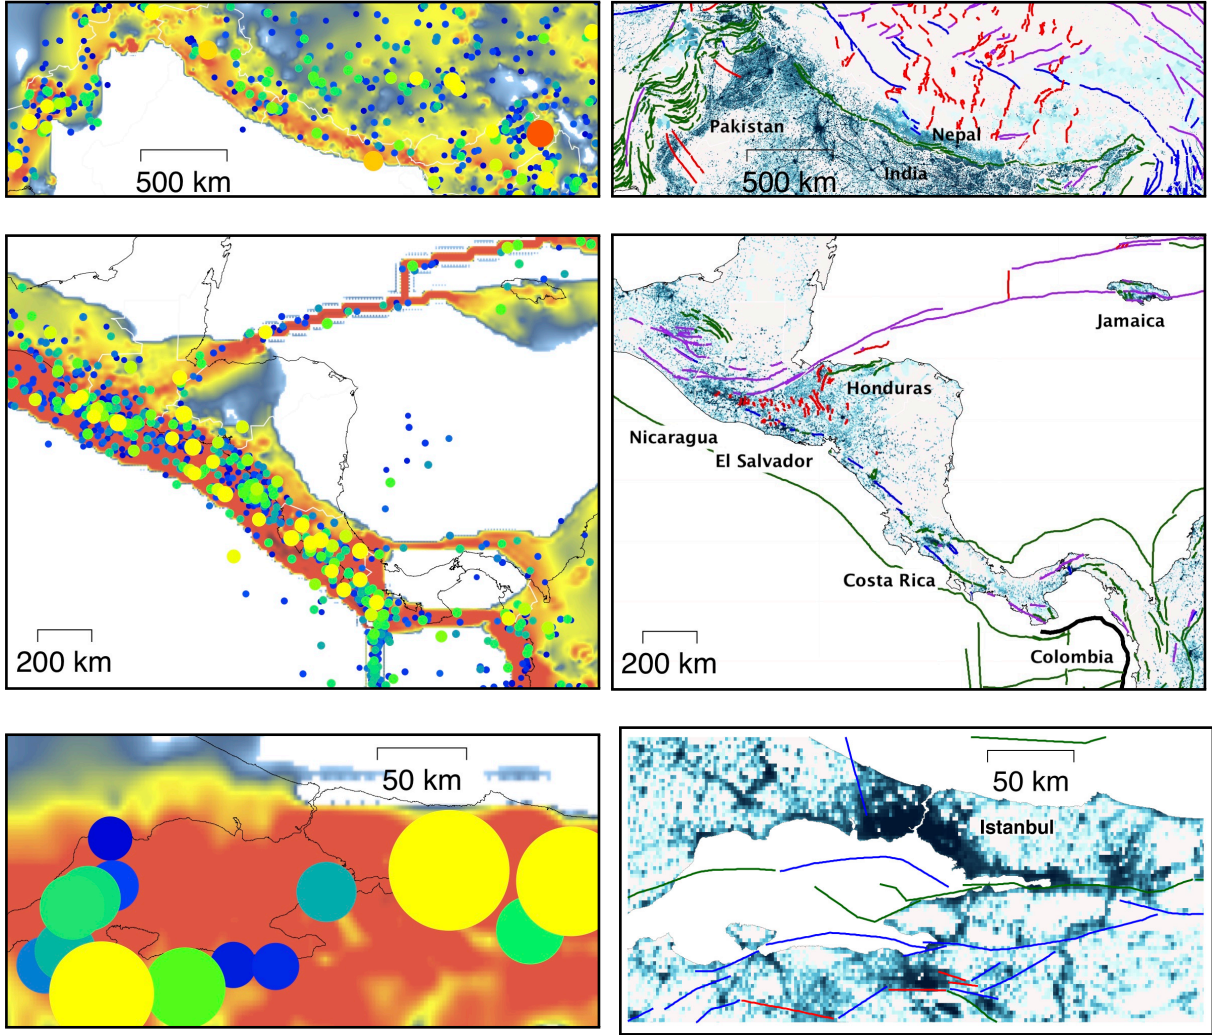 500 km
Pakistan
Nepal
500 km
India
200 km
Jamaica
Honduras
Nicaragua
El Salvador
Costa Rica
Colombia
200 km
50 km
50 km
Istanbul